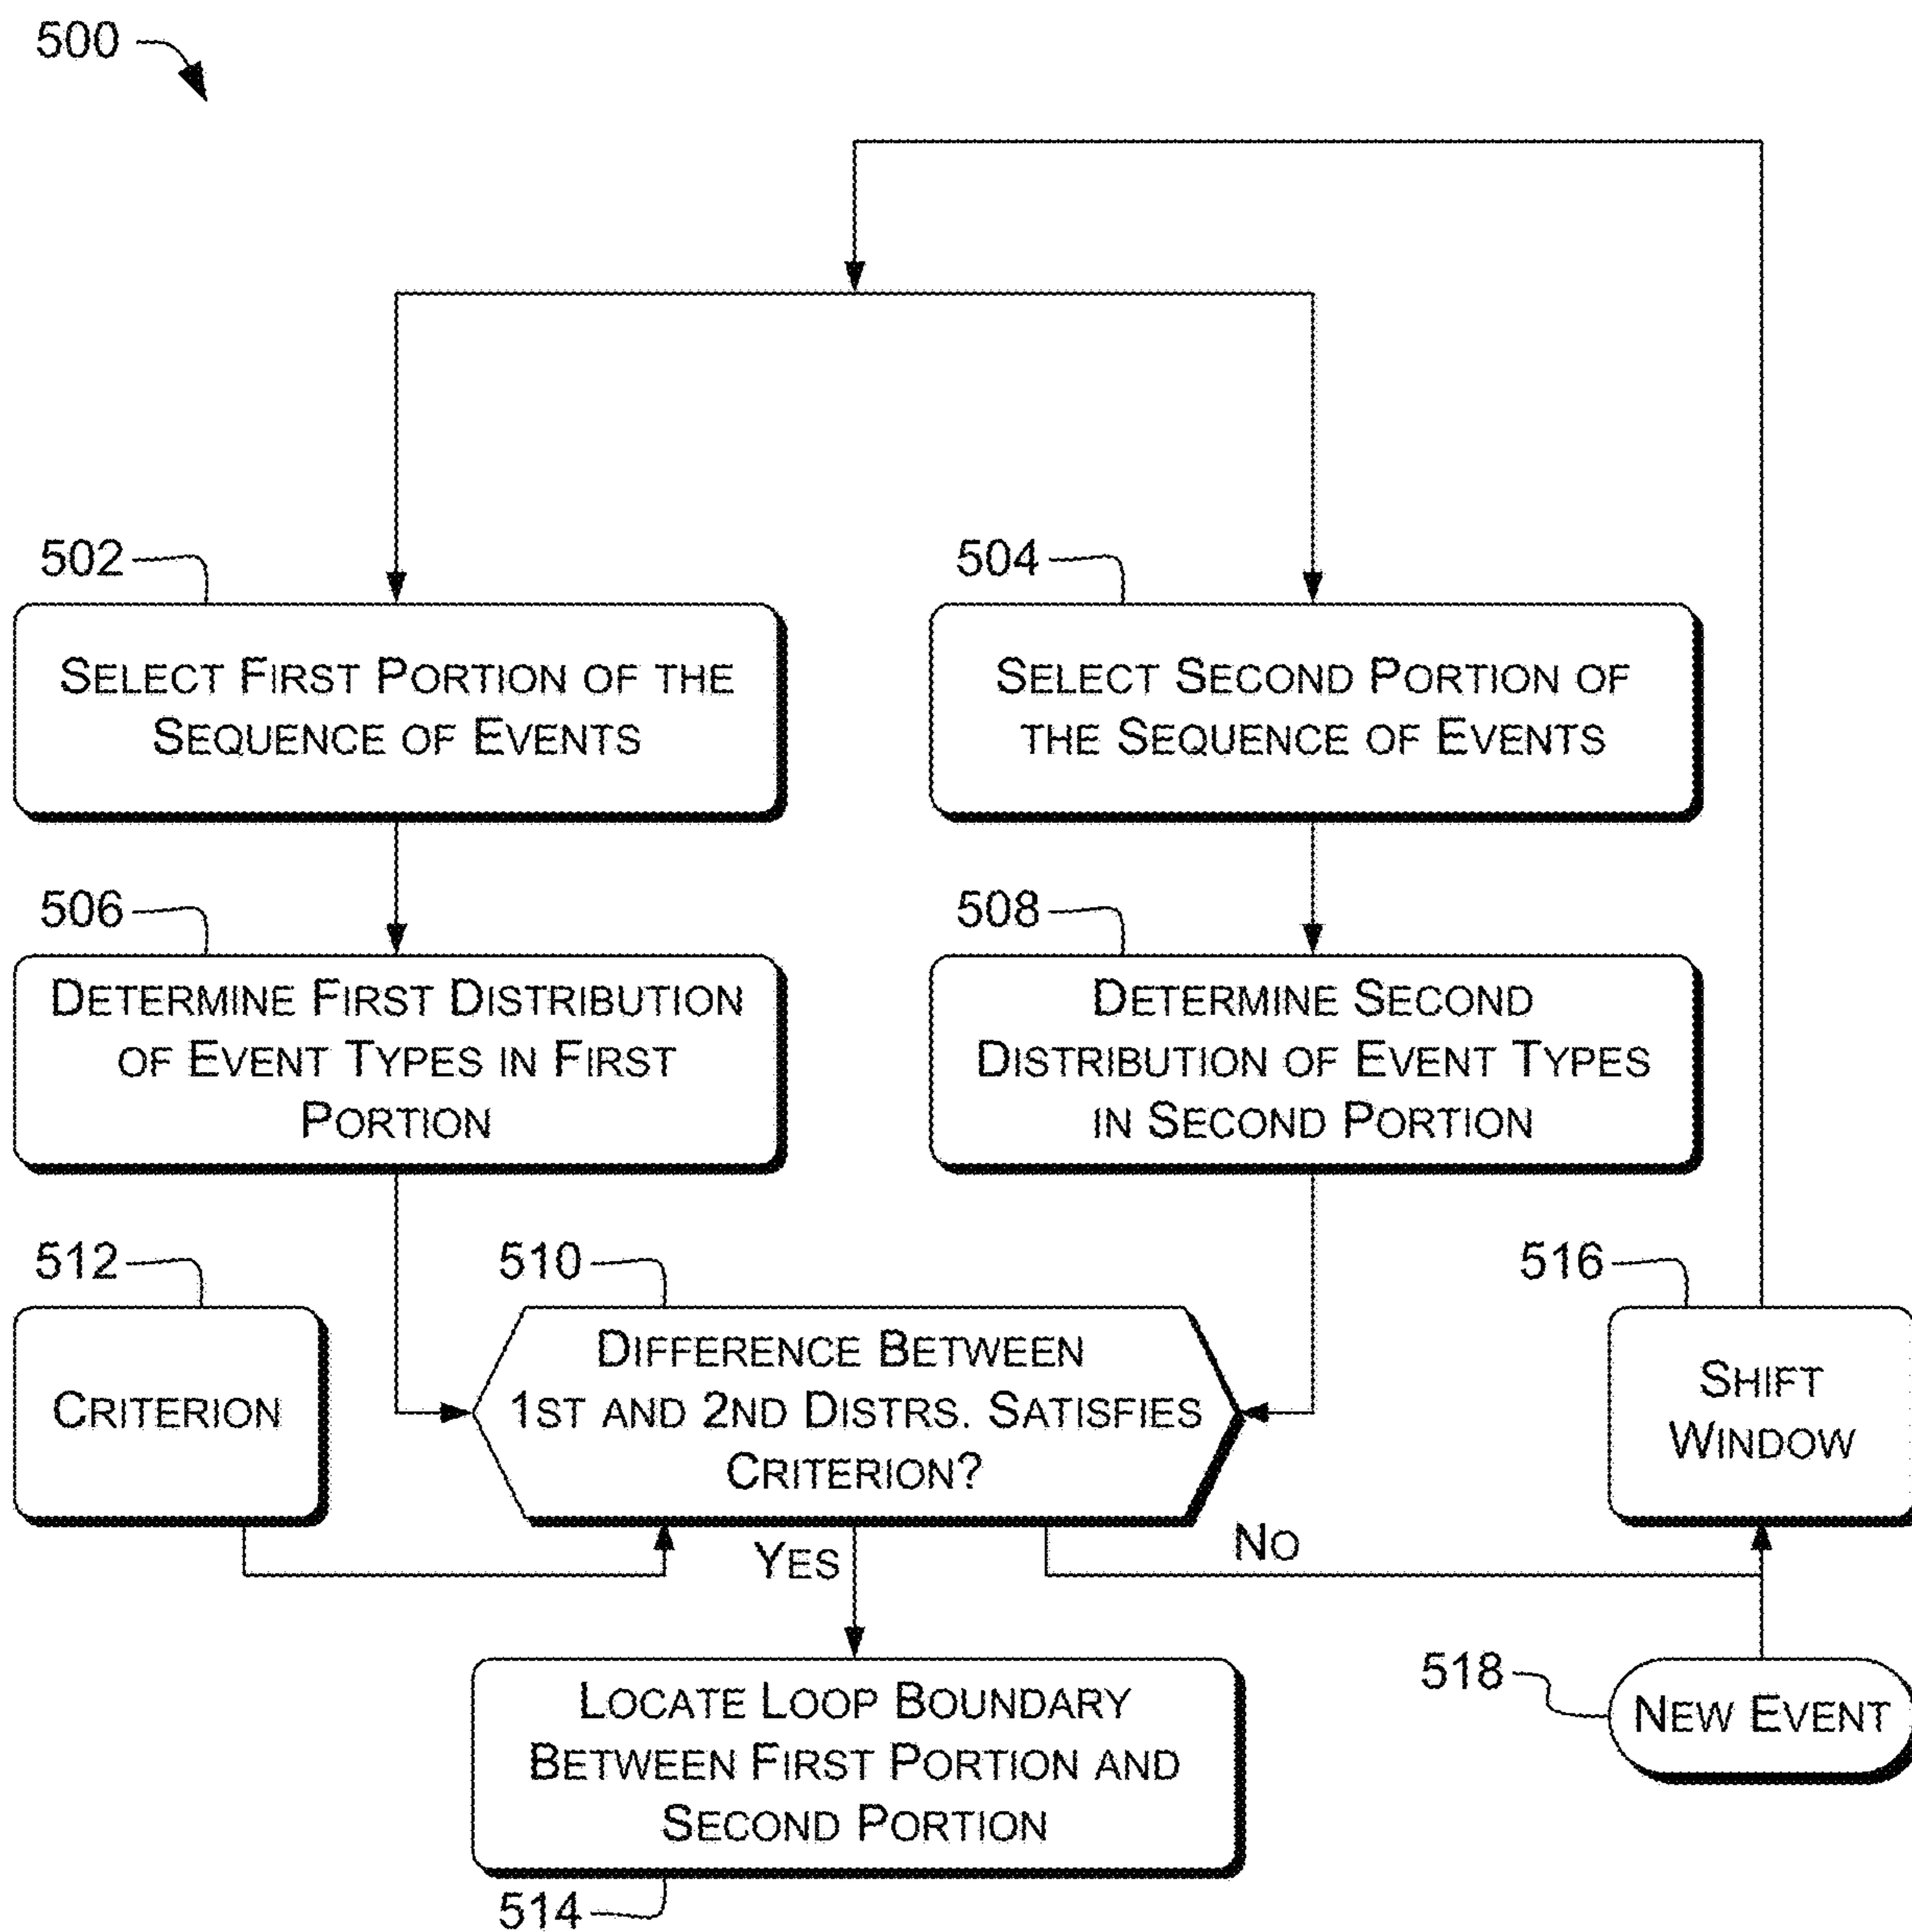 500
502
SELECT FIRST PORTION OF THE
SEQUENCE OF EVENTS
504
SELECT SECOND PORTION OF
THE SEQUENCE OF EVENTS
506
DETERMINE FIRST DISTRIBUTION
OF EVENT TYPES IN FIRST
PORTION
508
DETERMINE SECOND
DISTRIBUTION OF EVENT TYPES
IN SECOND PORTION
512
CRITERION
510
DIFFERENCE BETWEEN
1ST AND 2ND DISTRS. SATISFIES
CRITERION?
516
SHIFT
WINDOW
YES
NO
514
LOCATE LOOP BOUNDARY
BETWEEN FIRST PORTION AND
SECOND PORTION
518
NEW EVENT